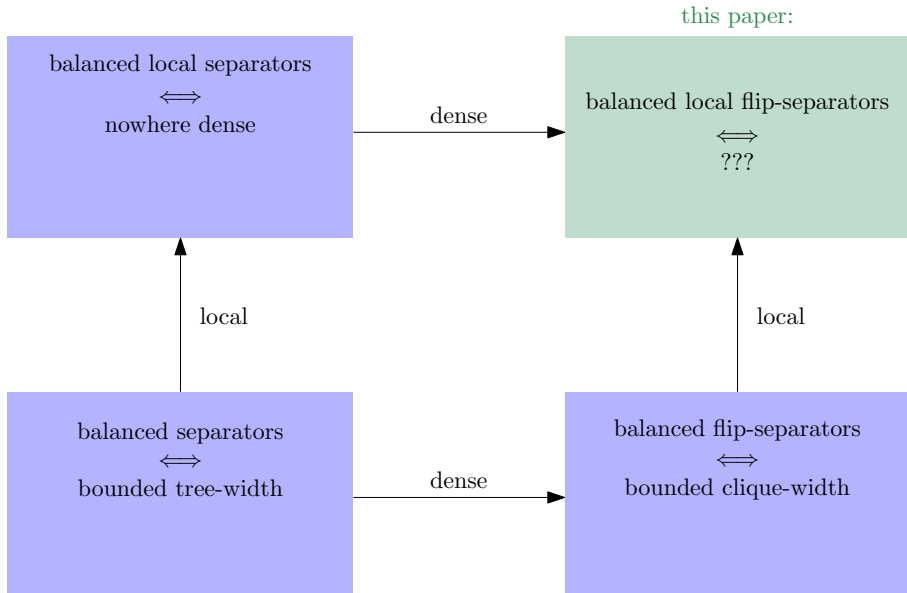 this paper:
balanced local separators
⟺
nowhere dense
dense
balanced local flip-separators
⟺
???
local
local
balanced separators
⟺
bounded tree-width
dense
balanced flip-separators
⟺
bounded clique-width